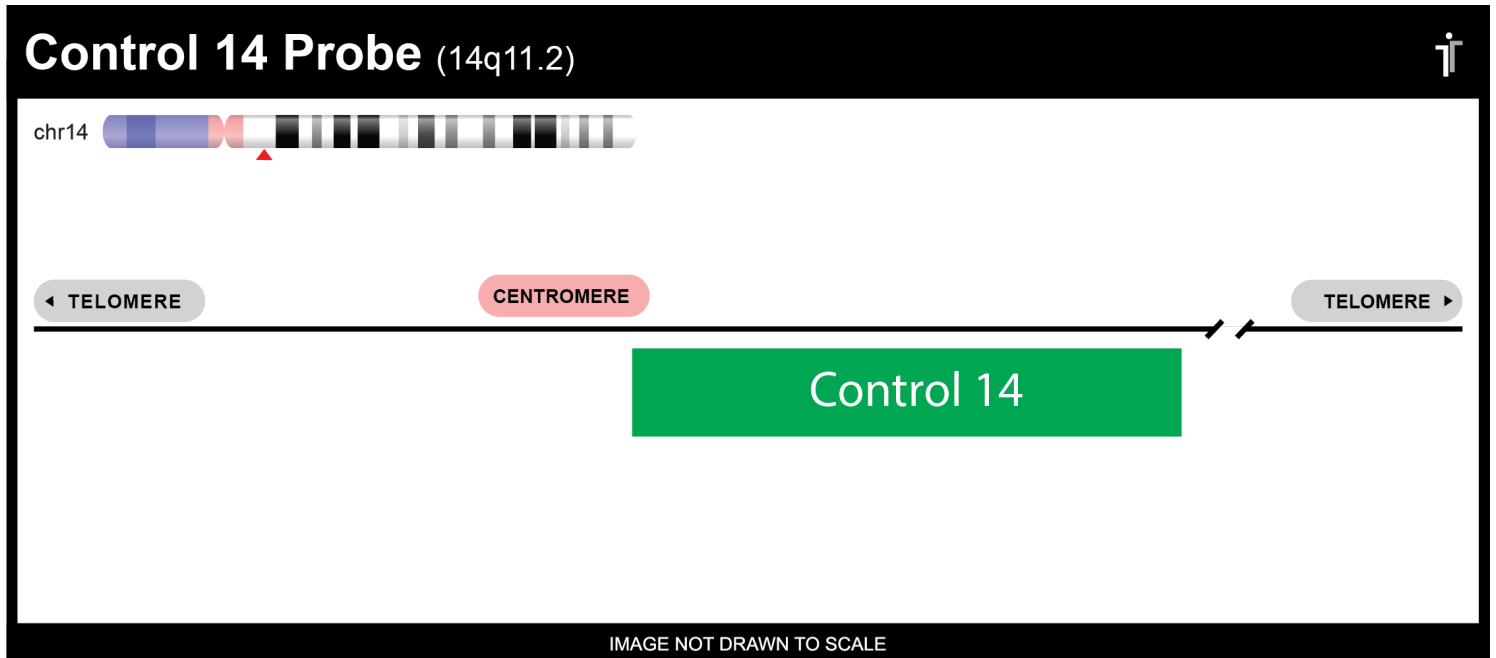 Control 14 Probe (14q11.2)
chr14
TELOMERE
CENTROMERE
TELOMERE
Control 14
IMAGE NOT DRAWN TO SCALE